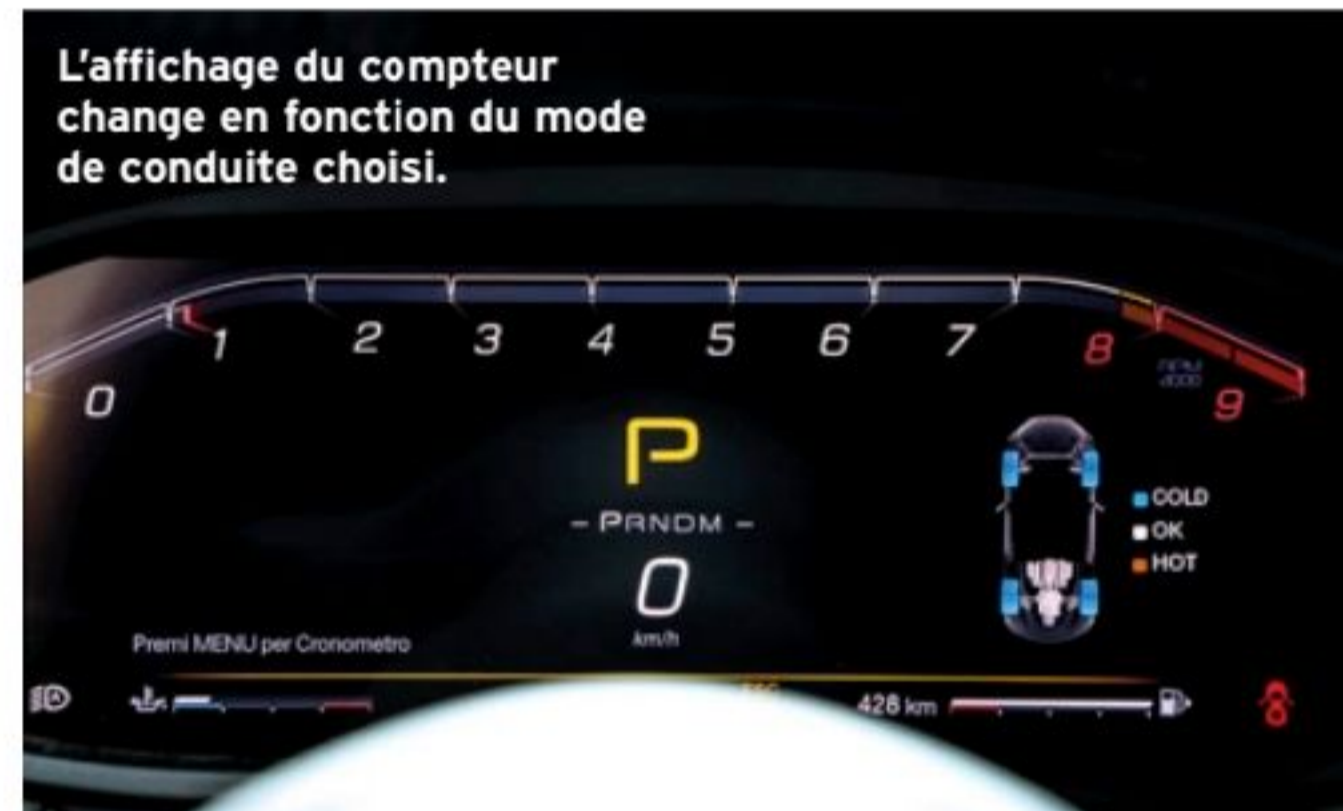 L'affichage du compteur
change en fonction du mode
de conduite choisi.
0 1 2 3 4 5 6 7 8 9
RPM
P
- PRNDM -
0
km/h
COLD
OK
HOT
Premi MENU per Cronometro
428 km